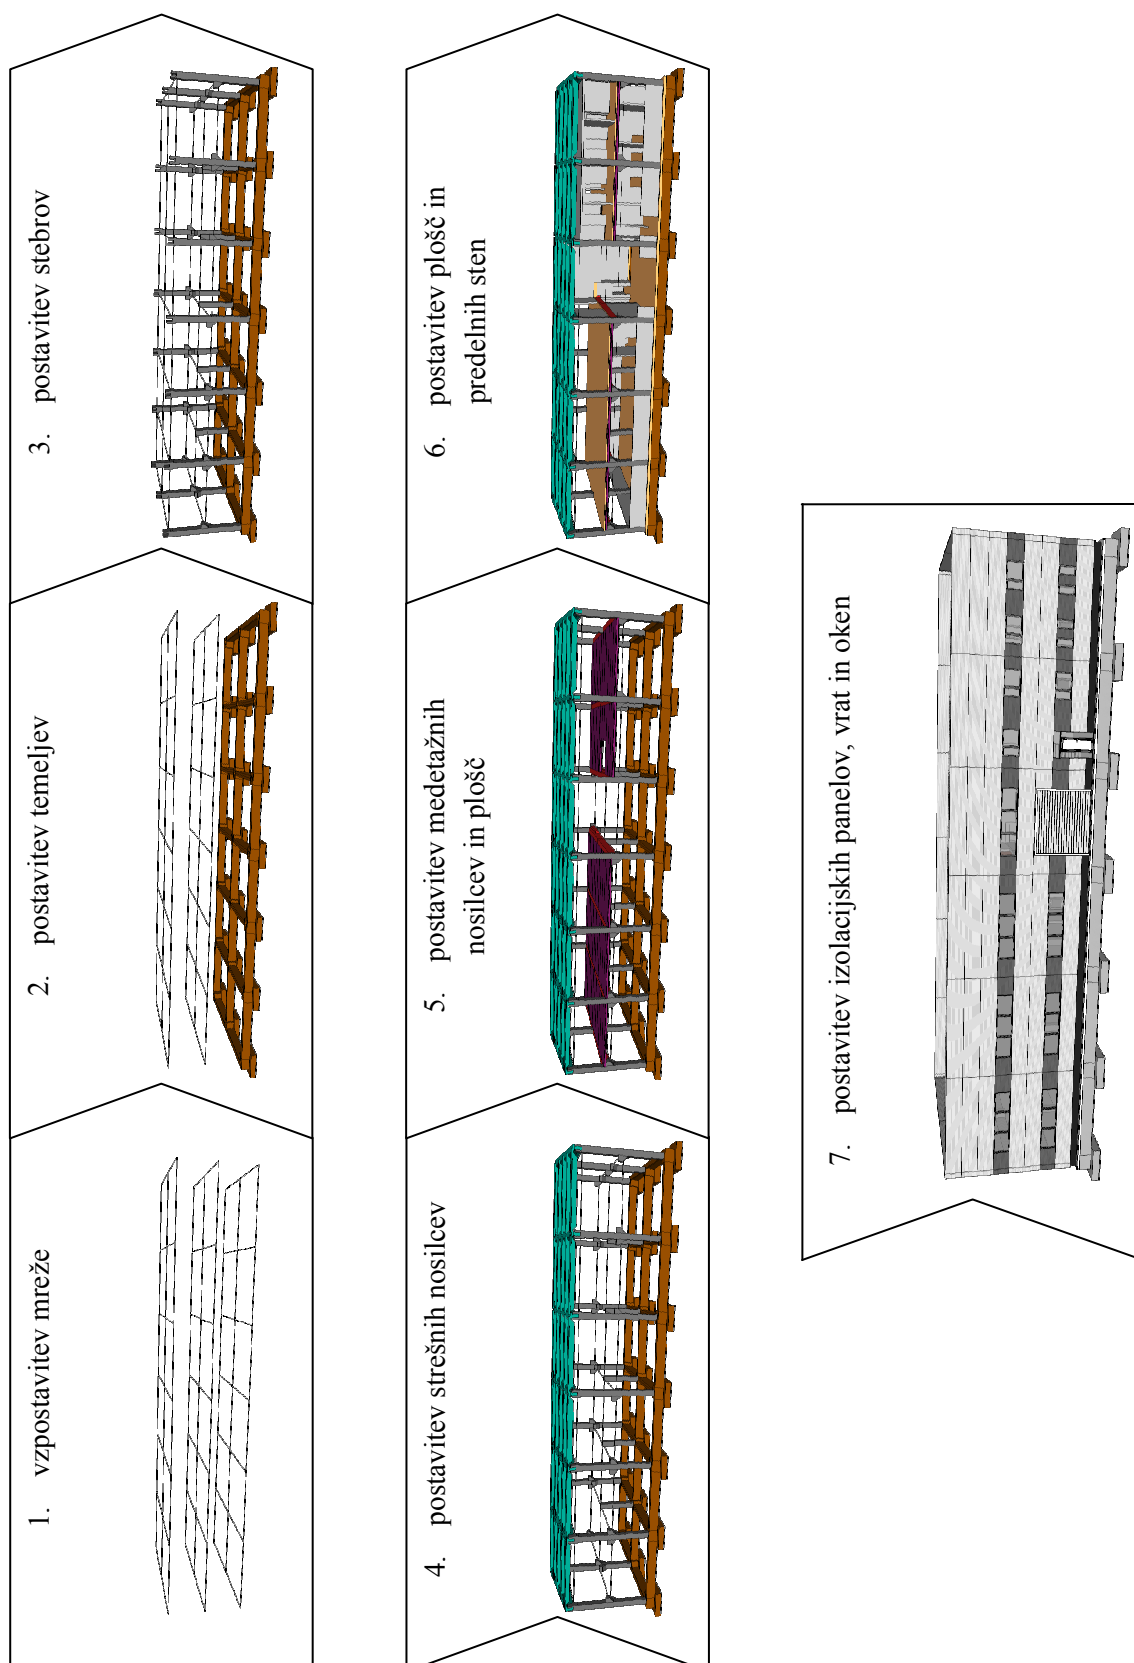 1. vzpostavitev mreže
2. postavitev temeljev
3. postavitev stebrov
4. postavitev strešnih nosilcev
5. postavitev medetažnih
nosilcev in plošč
6. postavitev plošč in
predelnih sten
7. postavitev izolacijskih panelov, vrat in oken